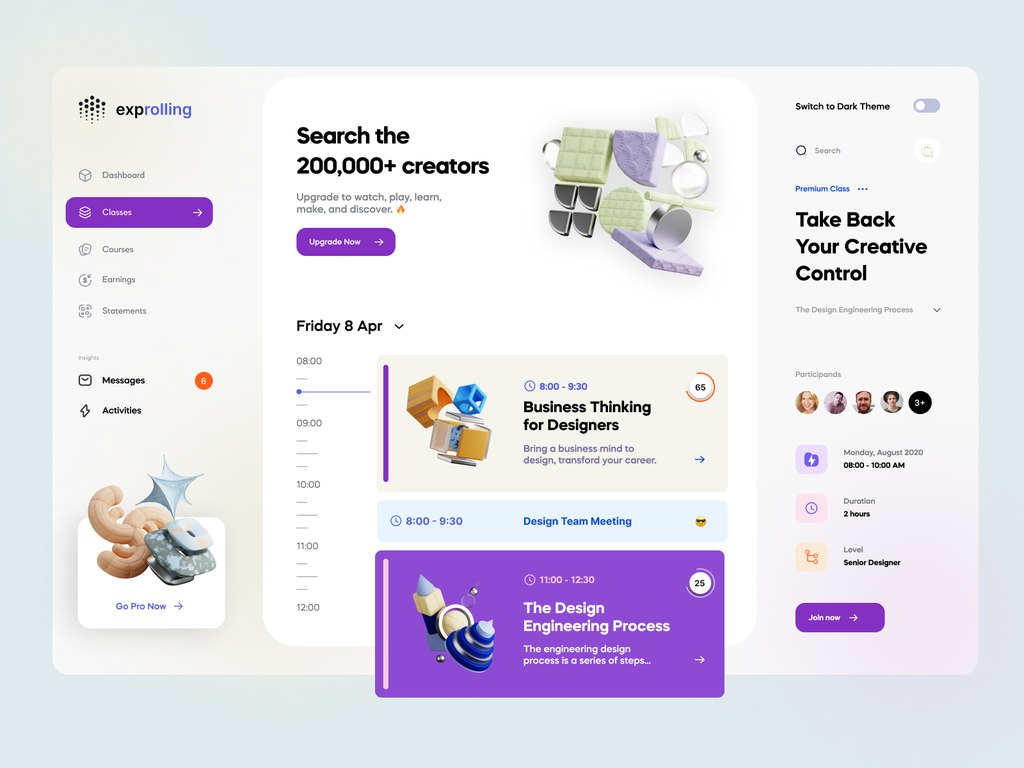 exprolling
Dashboard
Classes
Courses
Earnings
Statements
Insights
Messages
6
Activities
Go Pro Now
Search the
200,000+ creators
Upgrade to watch, play, learn,
make, and discover. 🔥
Upgrade Now
Friday 8 Apr
08:00
09:00
10:00
11:00
12:00
8:00 - 9:30
65
Business Thinking
for Designers
Bring a business mind to
design, transford your career.
8:00 - 9:30
Design Team Meeting
😎
11:00 - 12:30
25
The Design
Engineering Process
The engineering design
process is a series of steps...
Switch to Dark Theme
Search
Premium Class
Take Back
Your Creative
Control
The Design Engineering Process
Participands
3+
Monday, August 2020
08:00 - 10:00 AM
Duration
2 hours
Level
Senior Designer
Join now